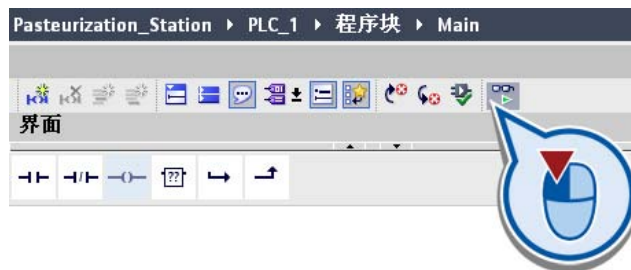 Pasteurization_Station ▸ PLC_1 ▸ 程序块 ▸ Main
界面
??